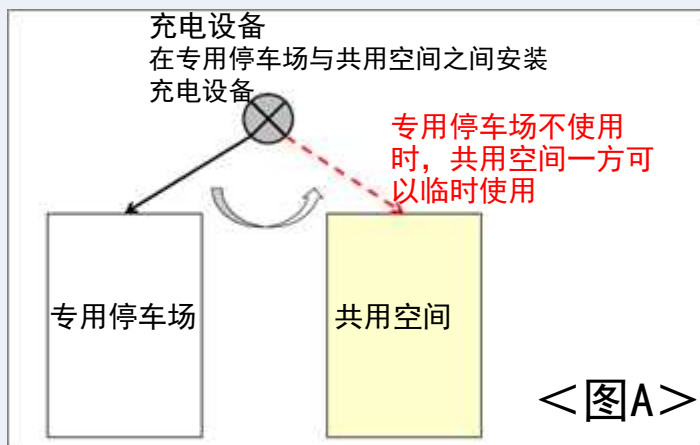 充电设备
在专用停车场与共用空间之间安装
充电设备
专用停车场不使用
时，共用空间一方可
以临时使用
专用停车场
共用空间
＜图A＞